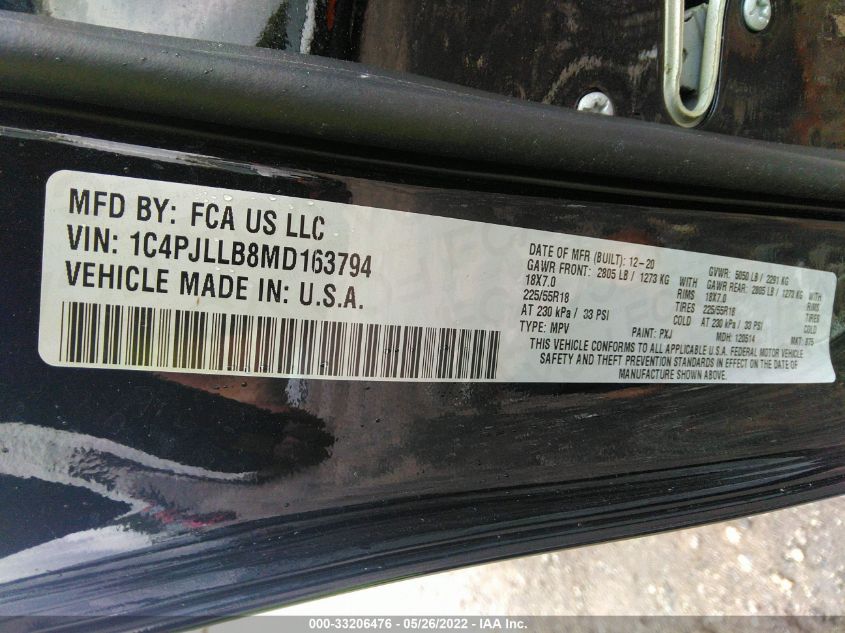 MFD BY: FCA US LLC
VIN: 1C4PJLLB8MD163794
VEHICLE MADE IN: U.S.A.
DATE OF MFR (BUILT): 12-20 GVWR: 5050 LB / 2291 KG
GAWR FRONT: 2805 LB / 1273 KG WITH GAWR REAR: 2805 LB / 1273 KG WITH
18X7.0 RIMS 18X7.0 RIMS
225/55R18 TIRES 225/55R18 TIRES
AT 230 kPa / 33 PSI COLD AT 230 kPa / 33 PSI COLD
TYPE: MPV PAINT: PXJ MDH: 120514 MKT: 875
THIS VEHICLE CONFORMS TO ALL APPLICABLE U.S.A. FEDERAL MOTOR VEHICLE
SAFETY AND THEFT PREVENTION STANDARDS IN EFFECT ON THE DATE OF
MANUFACTURE SHOWN ABOVE.
000-33206476 - 05/26/2022 - IAA Inc.